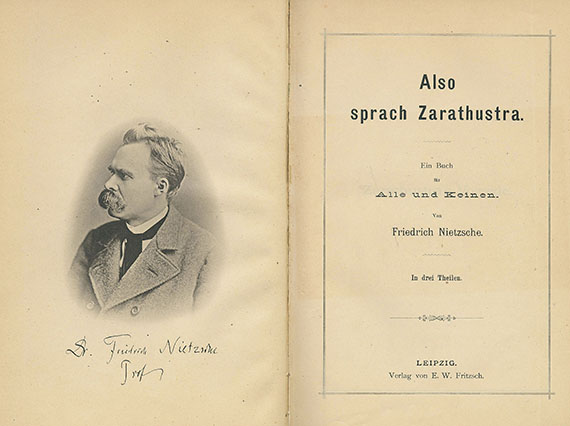 Dr. Friedrich Nietzsche
Prof
Also
sprach Zarathustra.
Ein Buch
für
Alle und Keinen.
Von
Friedrich Nietzsche.
In drei Theilen.
LEIPZIG.
Verlag von E. W. Fritzsch.